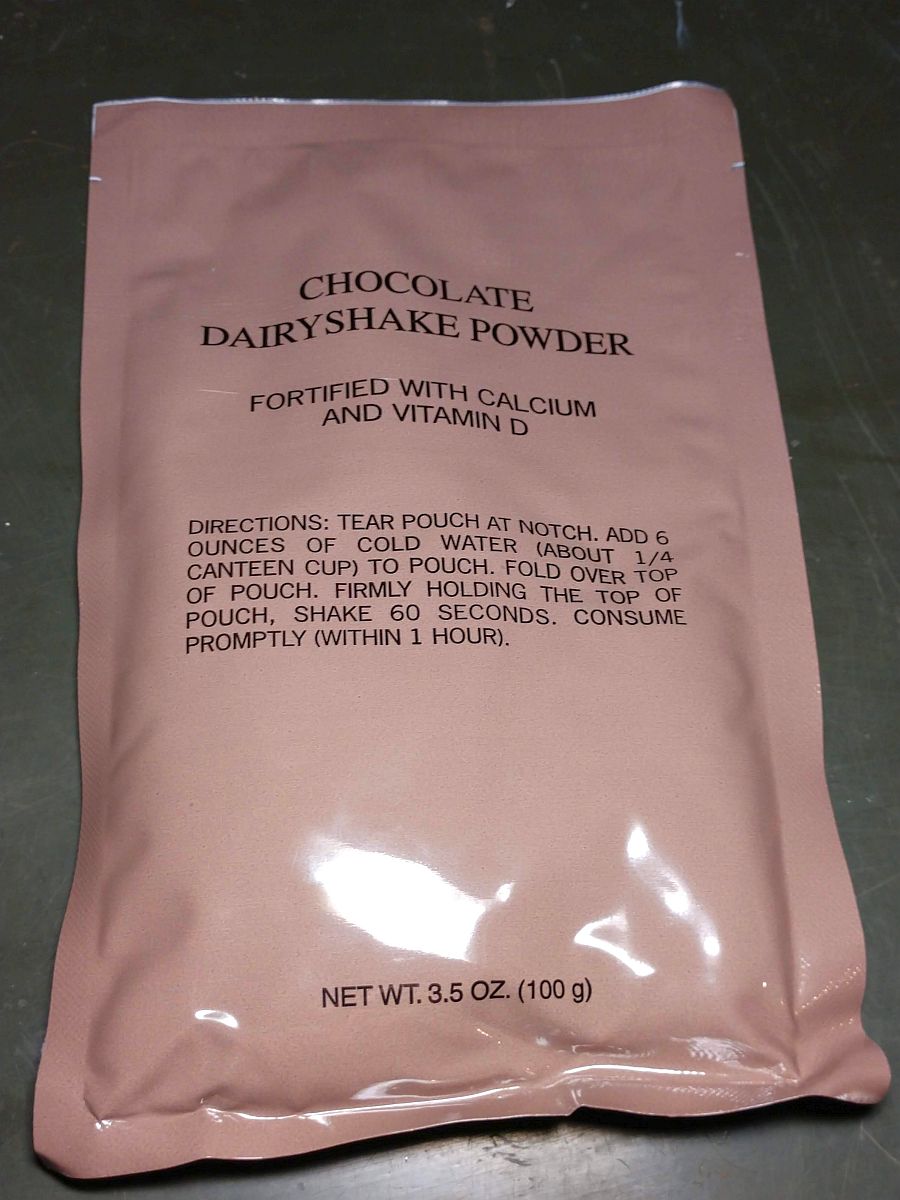 CHOCOLATE
DAIRYSHAKE POWDER
FORTIFIED WITH CALCIUM
AND VITAMIN D
DIRECTIONS: TEAR POUCH AT NOTCH. ADD 6
OUNCES OF COLD WATER (ABOUT 1/4
CANTEEN CUP) TO POUCH. FOLD OVER TOP
OF POUCH. FIRMLY HOLDING THE TOP OF
POUCH, SHAKE 60 SECONDS. CONSUME
PROMPTLY (WITHIN 1 HOUR).
NET WT. 3.5 OZ. (100 g)